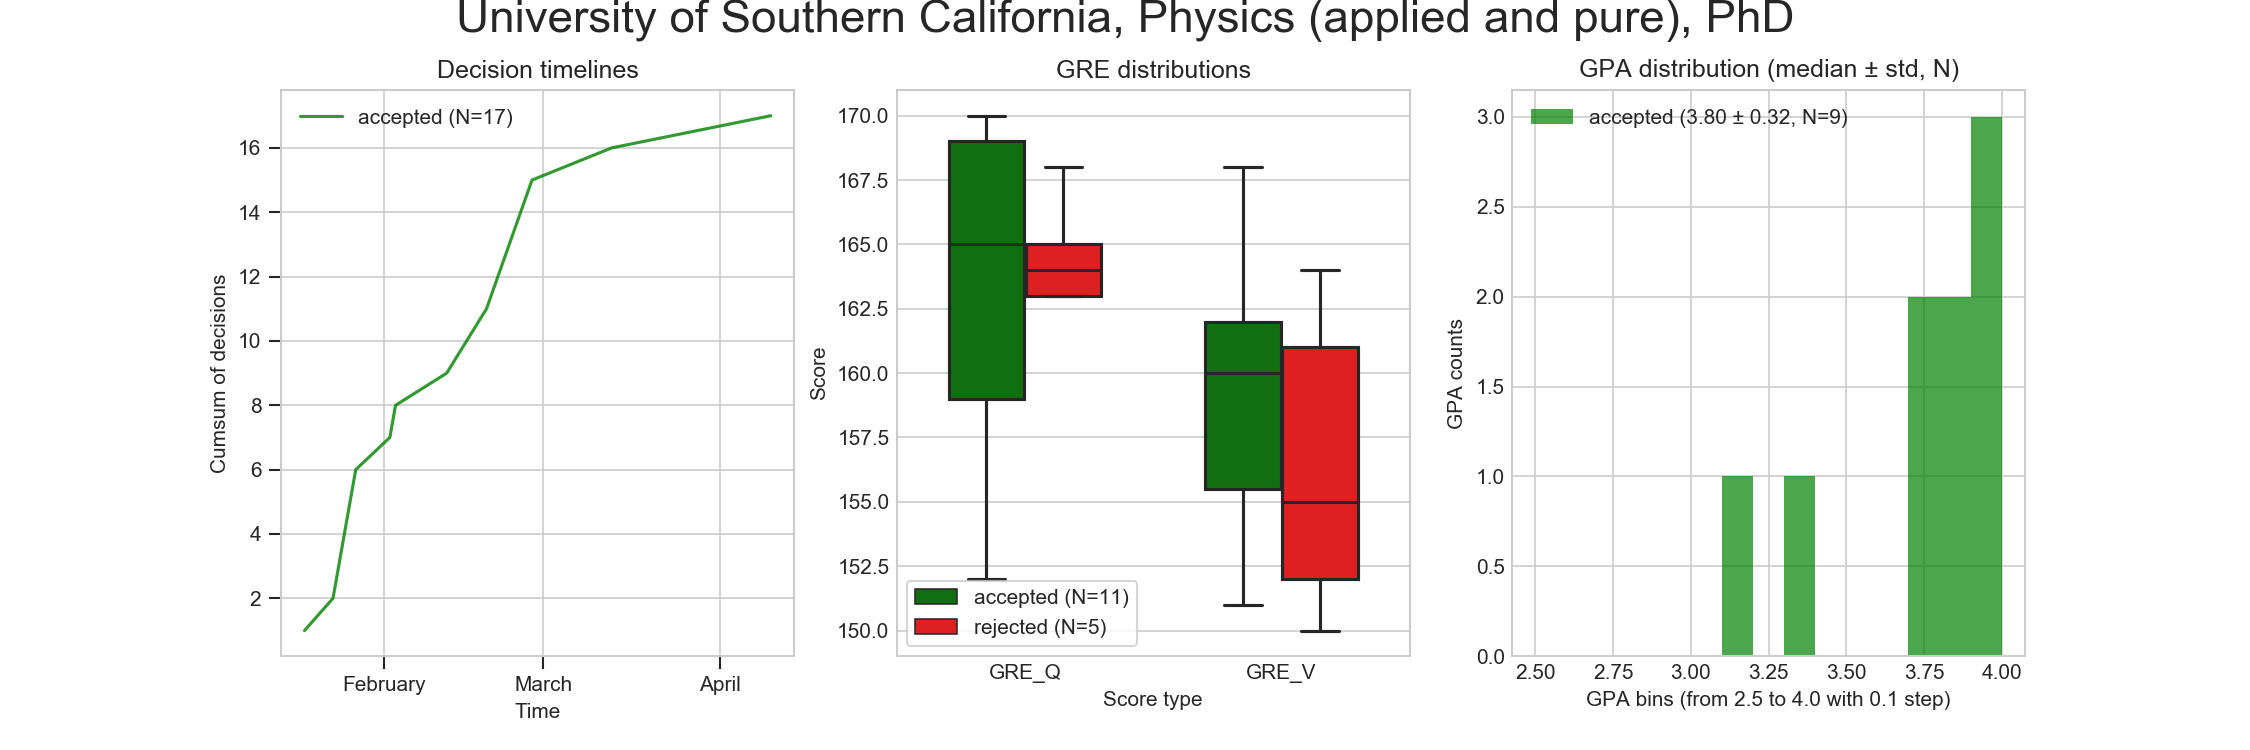 University of Southern California, Physics (applied and pure), PhD
Decision timelines
accepted (N=17)
16
14
12
10
8
6
4
2
Cumsum of decisions
February
March
April
Time
GRE distributions
170.0
167.5
165.0
162.5
160.0
157.5
155.0
152.5
150.0
Score
accepted (N=11)
rejected (N=5)
GRE_Q
GRE_V
Score type
GPA distribution (median ± std, N)
accepted (3.80 ± 0.32, N=9)
3.0
2.5
2.0
1.5
1.0
0.5
0.0
GPA counts
2.50
2.75
3.00
3.25
3.50
3.75
4.00
GPA bins (from 2.5 to 4.0 with 0.1 step)